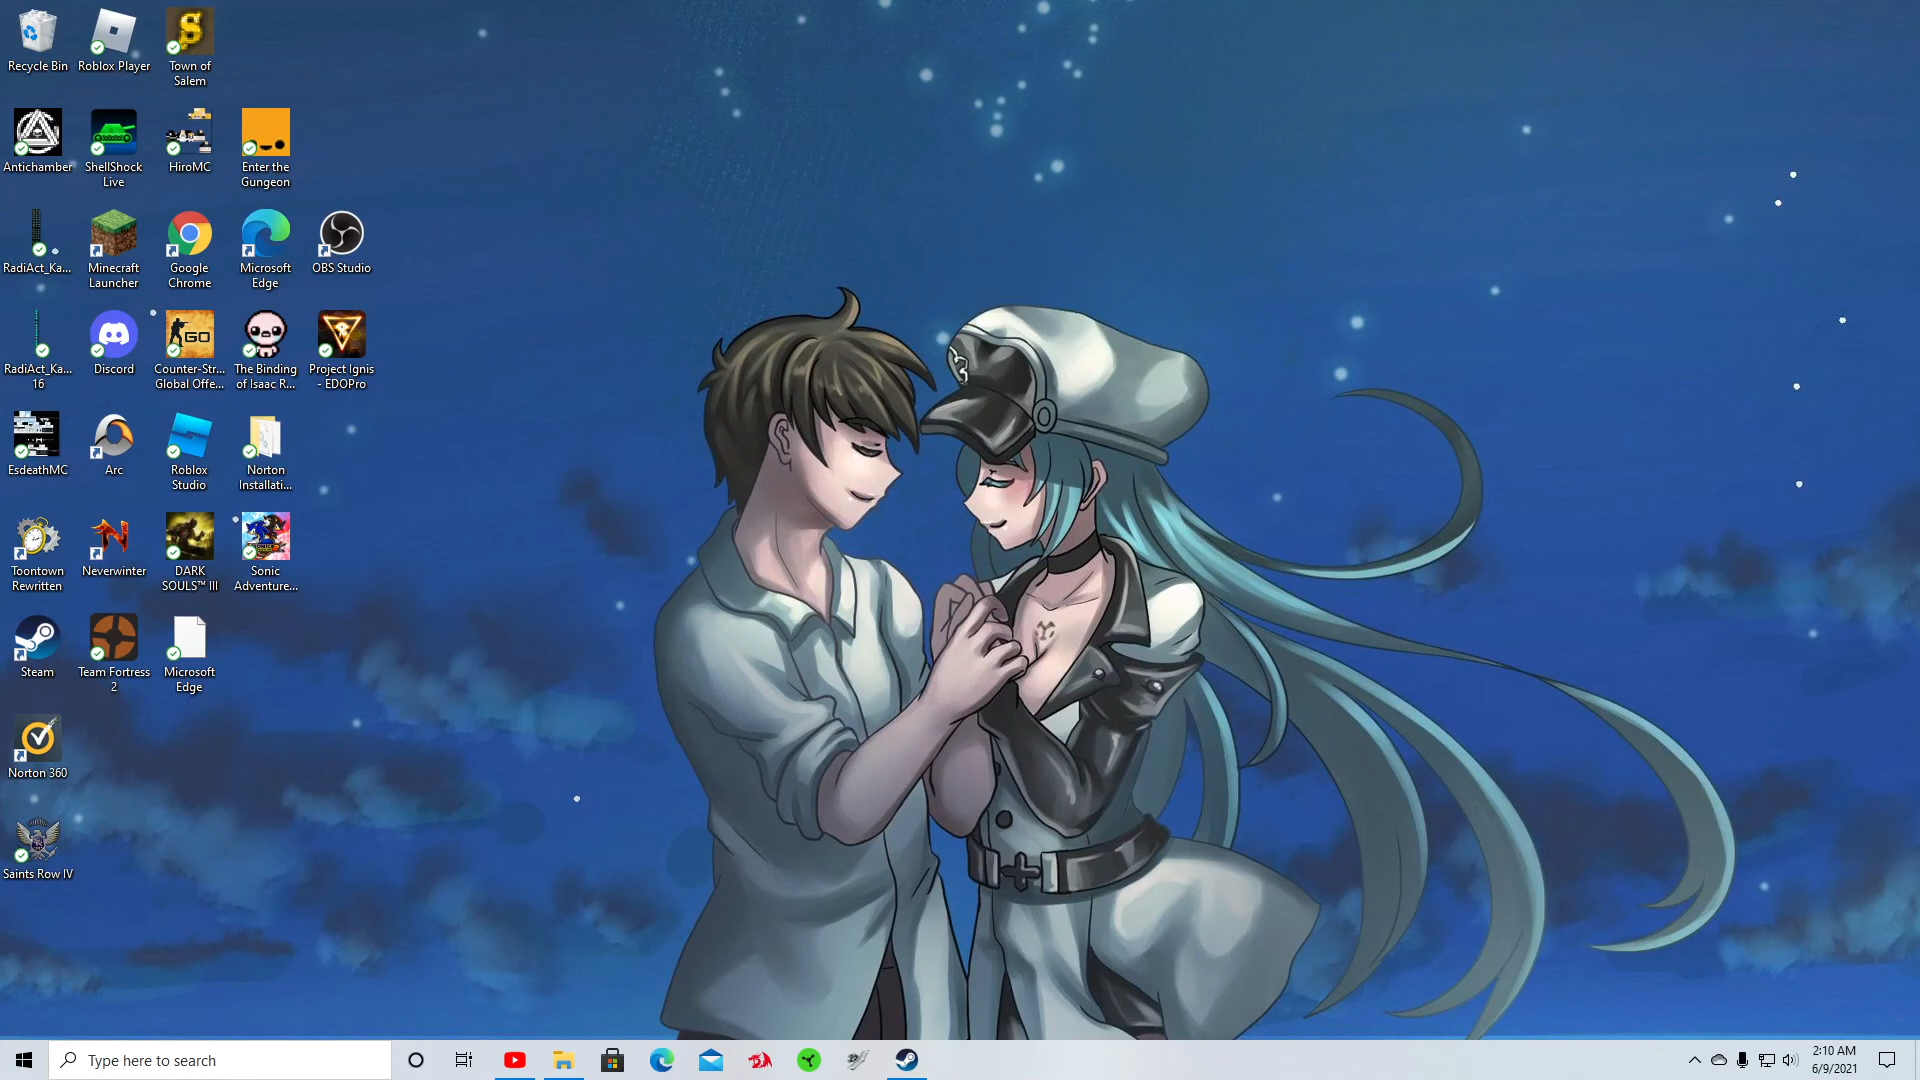 Recycle Bin
Roblox Player
Town of
Salem
Antichamber
ShellShock
Live
HiroMC
Enter the
Gungeon
RadiAct_Ka...
Minecraft
Launcher
Google
Chrome
Microsoft
Edge
OBS Studio
RadiAct_Ka...
16
Discord
GO
Counter-Str...
Global Offe...
The Binding
of Isaac R...
Project Ignis
- EDOPro
EsdeathMC
Arc
Roblox
Studio
Norton
Installati...
Toontown
Rewritten
Neverwinter
DARK
SOULS™ III
Sonic
Adventure...
Steam
Team Fortress
2
Microsoft
Edge
Norton 360
Saints Row IV
Type here to search
2:10 AM
6/9/2021